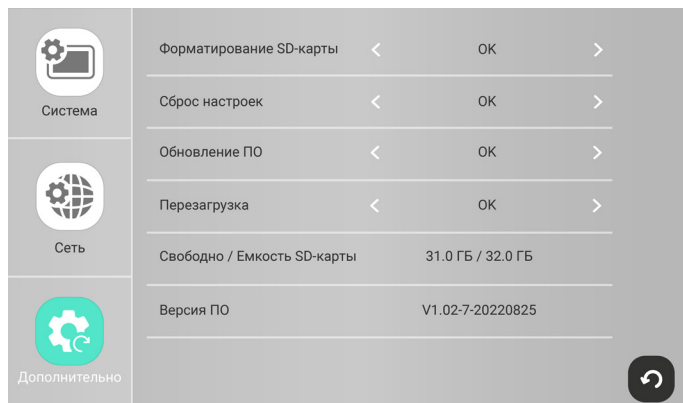 Система
Сеть
Дополнительно
Форматирование SD-карты < OK >
Сброс настроек < OK >
Обновление ПО < OK >
Перезагрузка < OK >
Свободно / Емкость SD-карты 31.0 ГБ / 32.0 ГБ
Версия ПО V1.02-7-20220825